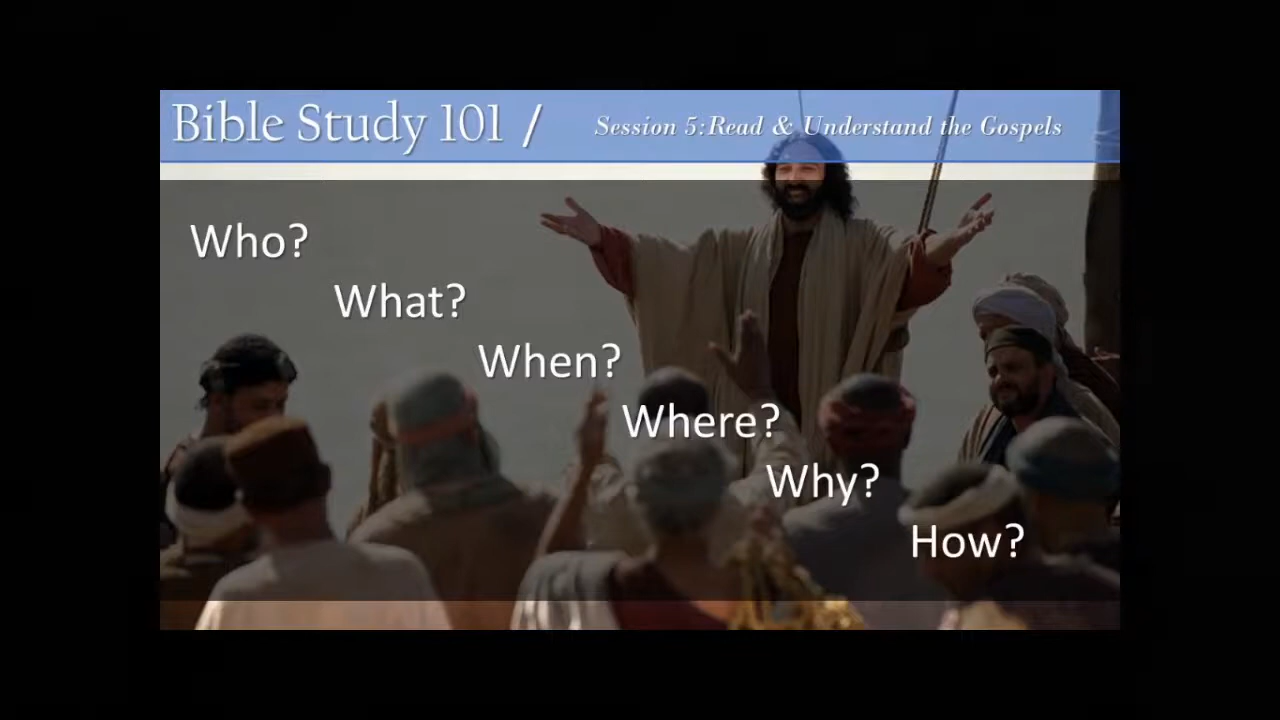 Bible Study 101 / Session 5:Read & Understand the Gospels
Who?
What?
When?
Where?
Why?
How?